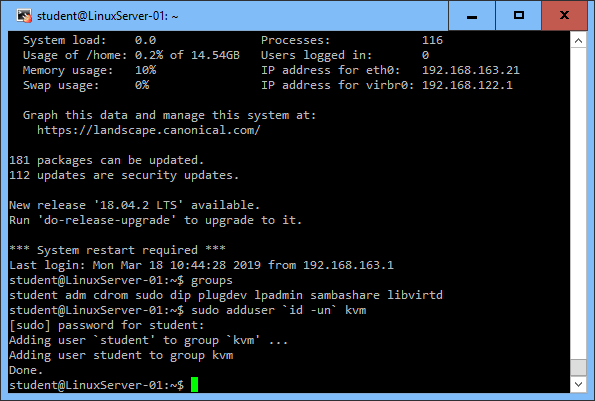 student@LinuxServer-01: ~
System load:    0.0               Processes:             116
Usage of /home: 0.2% of 14.54GB   Users logged in:       0
Memory usage:   10%               IP address for eth0:   192.168.163.21
Swap usage:     0%                IP address for virbr0: 192.168.122.1
Graph this data and manage this system at:
https://landscape.canonical.com/
181 packages can be updated.
112 updates are security updates.
New release '18.04.2 LTS' available.
Run 'do-release-upgrade' to upgrade to it.
*** System restart required ***
Last login: Mon Mar 18 10:44:28 2019 from 192.168.163.1
student@LinuxServer-01:~$ groups
student adm cdrom sudo dip plugdev lpadmin sambashare libvirtd
student@LinuxServer-01:~$ sudo adduser `id -un` kvm
[sudo] password for student:
Adding user `student' to group `kvm' ...
Adding user student to group kvm
Done.
student@LinuxServer-01:~$